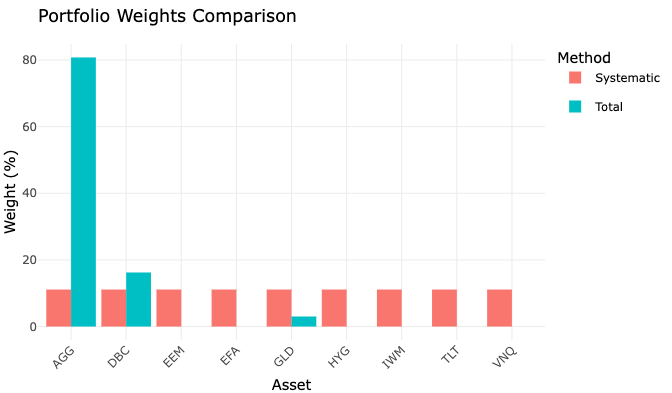 Portfolio Weights Comparison
Weight (%)
80
60
40
20
0
AGG DBC EEM EFA GLD HYG IWM TLT VNQ
Asset
Method
Systematic
Total